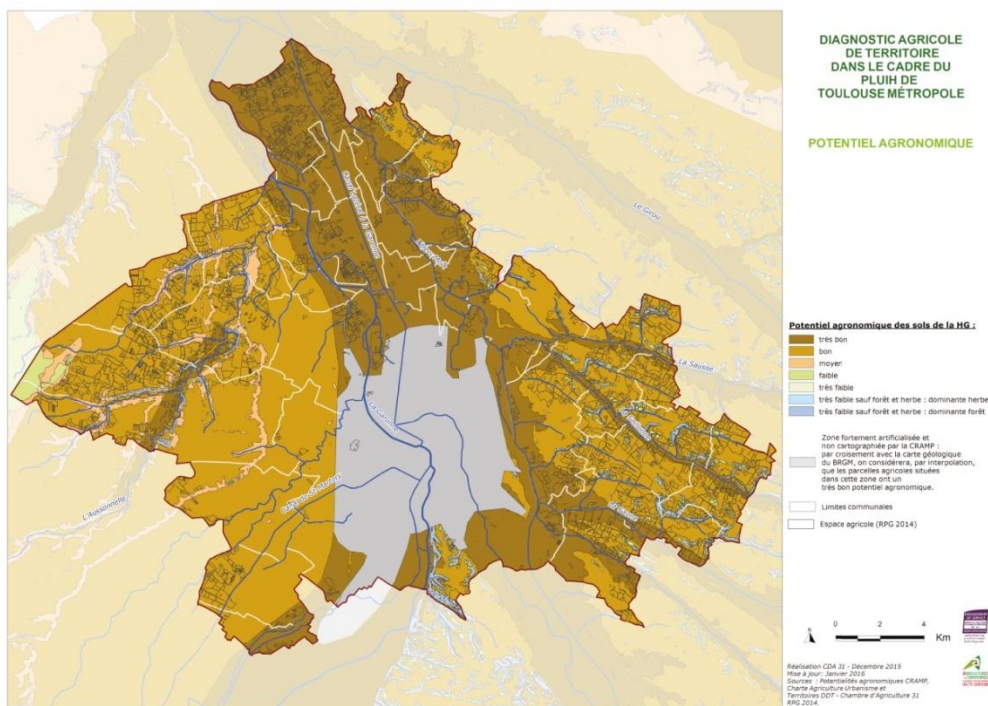 DIAGNOSTIC AGRICOLE
DE TERRITOIRE
DANS LE CADRE DU
PLUIH DE
TOULOUSE MÉTROPOLE
POTENTIEL AGRONOMIQUE
Le Girou
La Sausse
L'Aussonnelle
La Garonne
Potentiel agronomique des sols de la HG :
très bon
bon
moyen
faible
très faible
très faible sauf forêt et herbe : dominante herbe
très faible sauf forêt et herbe : dominante forêt
Zone fortement artificialisée et
non cartographiée par la CRAMP :
par croisement avec la carte géologique
du BRGM, on considérera, par interpolation,
que les parcelles agricoles situées
dans cette zone ont un
très bon potentiel agronomique.
Limites communales
Espace agricole (RPG 2014)
0 2 4
Km
Réalisation CDA 31 - Décembre 2015
Mise à jour: Janvier 2016
Sources : Potentialités agronomiques CRAMP,
Charte Agriculture Urbanisme et
Territoires DDT - Chambre d'Agriculture 31
RPG 2014.